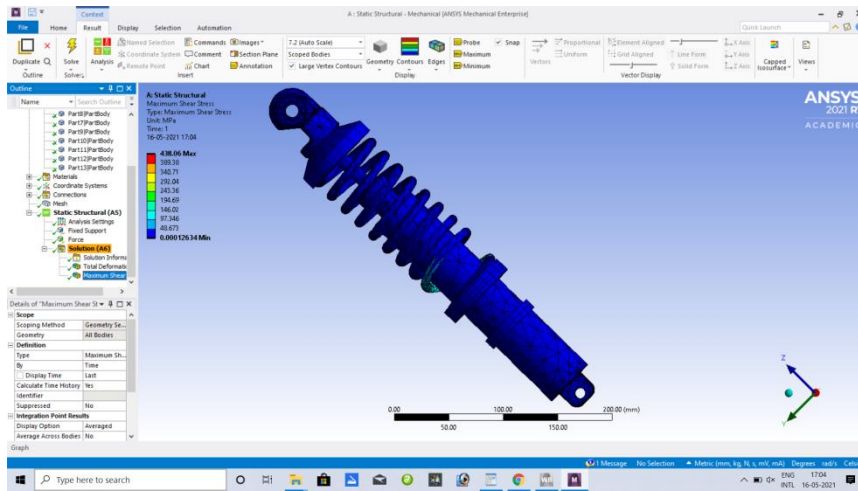 Context
A : Static Structural - Mechanical [ANSYS Mechanical Enterprise]
File Home Result Display Selection Automation
Quick Launch
Duplicate Solve Analysis
Named Selection Commands Images
Coordinate System Comment Section Plane
Remote Point Chart Annotation
7.2 (Auto Scale)
Scoped Bodies
Large Vertex Contours
Geometry Contours Edges
Probe Snap
Maximum
Minimum
Vectors
Proportional Element Aligned
Uniform Grid Aligned Line Form
Solid Form
X Axis
Y Axis
Z Axis
Capped Isosurface
Views
Outline Solver Insert Display Vector Display
Outline
Name Search Outline
Part8|PartBody
Part7|PartBody
Part9|PartBody
Part10|PartBody
Part11|PartBody
Part12|PartBody
Part13|PartBody
Materials
Coordinate Systems
Connections
Mesh
Static Structural (A5)
Analysis Settings
Fixed Support
Force
Solution (A6)
Solution Informa
Total Deformati
Maximum Shear
Details of "Maximum Shear St
Scope
Scoping Method Geometry Se...
Geometry All Bodies
Definition
Type Maximum Sh...
By Time
Display Time Last
Calculate Time History Yes
Identifier
Suppressed No
Integration Point Results
Display Option Averaged
Average Across Bodies No
Graph
A: Static Structural
Maximum Shear Stress
Type: Maximum Shear Stress
Unit: MPa
Time: 1
16-05-2021 17:04
438.06 Max
389.38
340.71
292.04
243.36
194.69
146.02
97.346
48.673
0.00012634 Min
ANSYS
2021 R
ACADEMIC
0.00 100.00 200.00 (mm)
50.00 150.00
Z
Y
1 Message No Selection Metric (mm, kg, N, s, mV, mA) Degrees rad/s Cels
Type here to search
ENG 17:04
INTL 16-05-2021